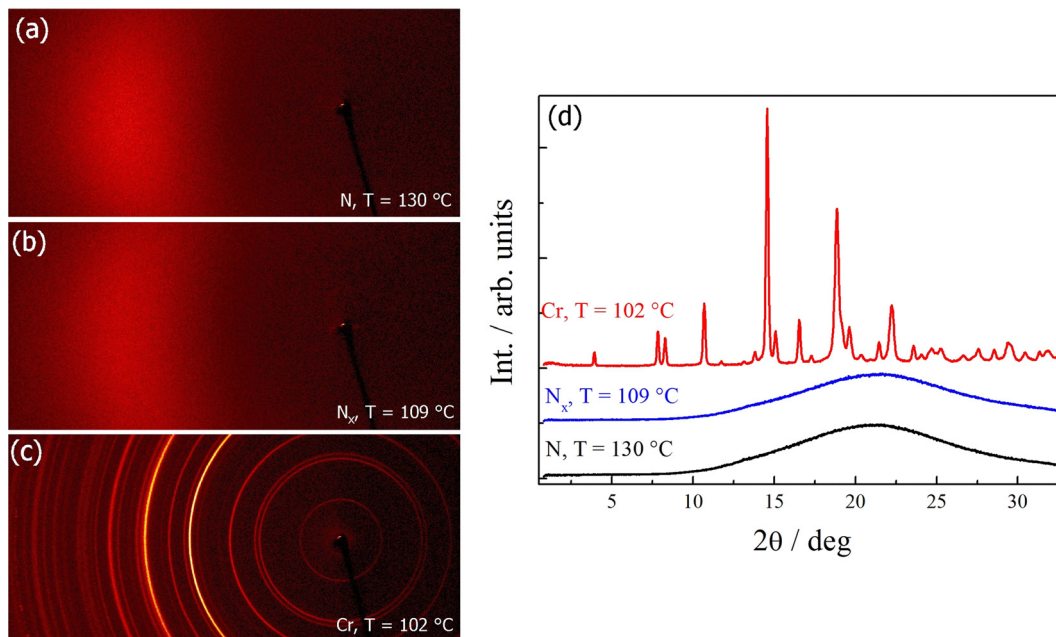 (a)
N, T = 130 °C
(b)
Nx, T = 109 °C
(c)
Cr, T = 102 °C
(d)
Int. / arb. units
Cr, T = 102 °C
Nx, T = 109 °C
N, T = 130 °C
5 10 15 20 25 30
2θ / deg